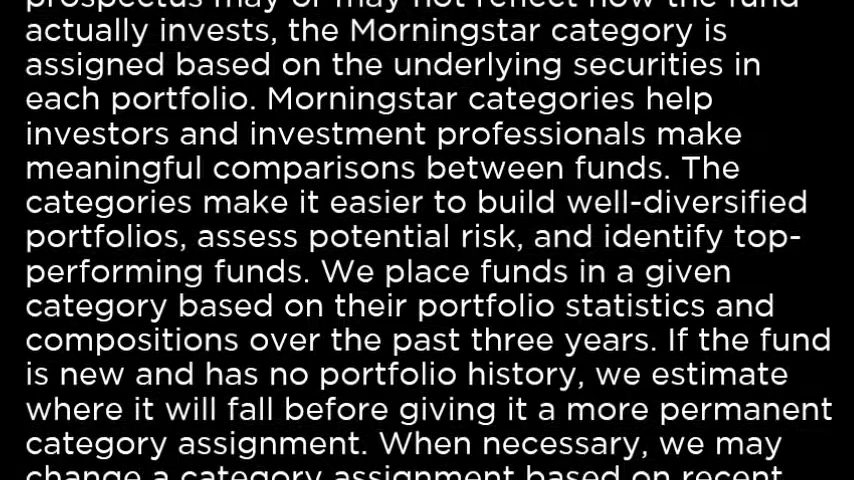 prospectus may or may not reflect how the fund
actually invests, the Morningstar category is
assigned based on the underlying securities in
each portfolio. Morningstar categories help
investors and investment professionals make
meaningful comparisons between funds. The
categories make it easier to build well-diversified
portfolios, assess potential risk, and identify top-
performing funds. We place funds in a given
category based on their portfolio statistics and
compositions over the past three years. If the fund
is new and has no portfolio history, we estimate
where it will fall before giving it a more permanent
category assignment. When necessary, we may
change a category assignment based on recent